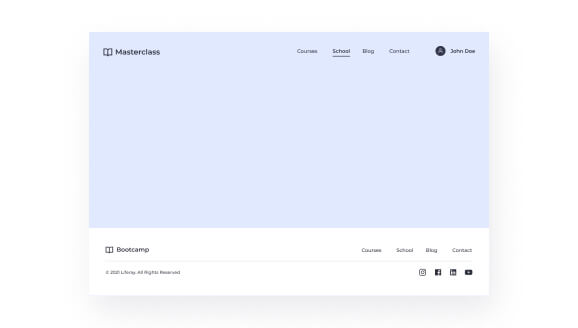 Masterclass Courses School Blog Contact John Doe
Bootcamp Courses School Blog Contact
© 2021 Liferay. All Rights Reserved